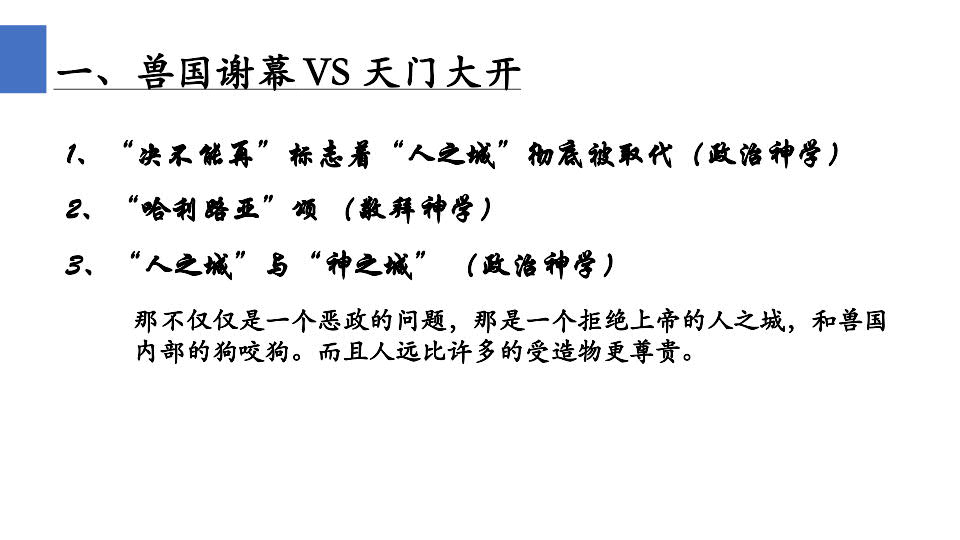 一、兽国谢幕 VS 天门大开
1、“决不能再”标志着“人之城”彻底被取代（政治神学）
2、“哈利路亚”颂（敬拜神学）
3、“人之城”与“神之城”（政治神学）
那不仅仅是一个恶政的问题，那是一个拒绝上帝的人之城，和兽国
内部的狗咬狗。而且人远比许多的受造物更尊贵。